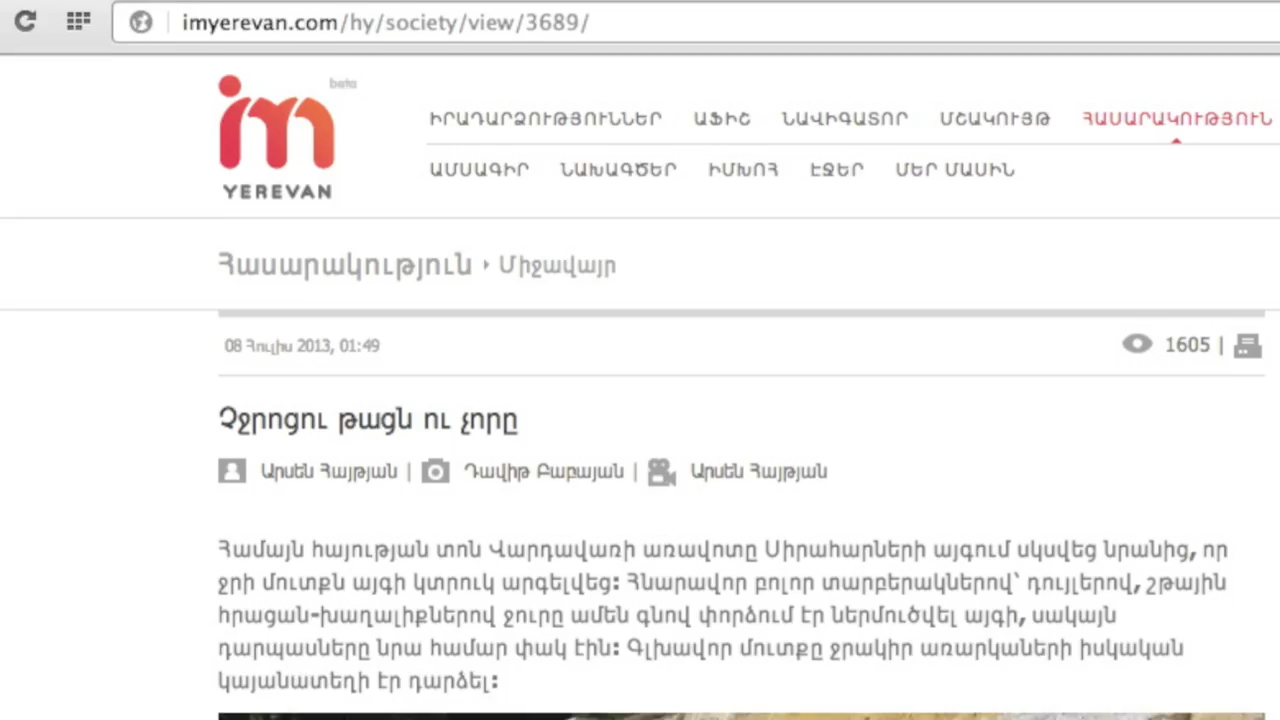 imyerevan.com/hy/society/view/3689/
im
beta
YEREVAN
ԻՐԱԴԱՐՁՈՒԹՅՈՒՆՆԵՐ ԱՖԻՇ ՆԱՎԻԳԱՏՈՐ ՄՇԱԿՈՒՅԹ ՀԱՍԱՐԱԿՈՒԹՅՈՒՆ
ԱՄՍԱԳԻՐ ՆԱԽԱԳԾԵՐ ԻՄԽՈՀ ԷՋԵՐ ՄԵՐ ՄԱՍԻՆ
Հասարակություն Միջավայր
08 Հուլիս 2013, 01:49
1605 |
Չջրոցու թացն ու չորը
Արսեն Հայթյան | Դավիթ Բաբայան | Արսեն Հայթյան
Համայն հայության տոն Վարդավառի առավոտը Սիրահարների այգում սկսվեց նրանից, որ
ջրի մուտքն այգի կտրուկ արգելվեց: Հնարավոր բոլոր տարբերակներով՝ դույլերով, շթային
հրացան-խաղալիքներով ջուրը ամեն գնով փորձում էր ներմուծվել այգի, սակայն
դարպասները նրա համար փակ էին: Գլխավոր մուտքը ջրակիր առարկաների իսկական
կայանատեղի էր դարձել: